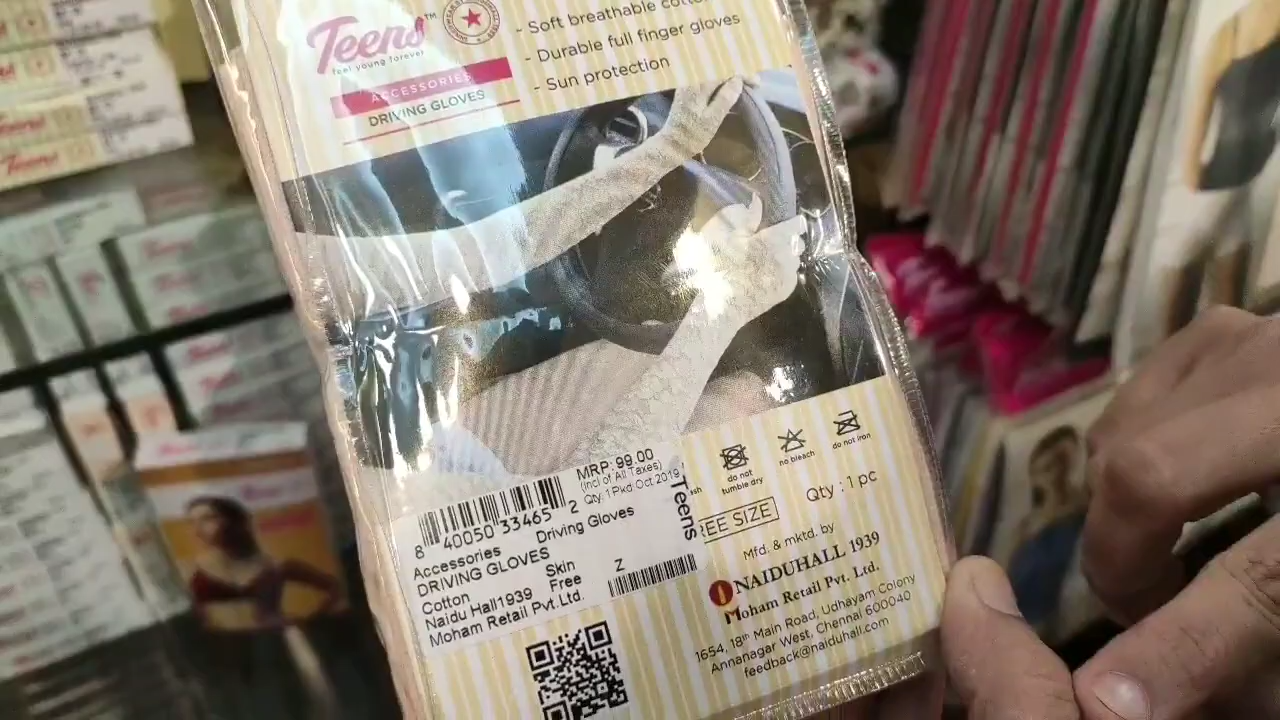 Teens™
feel young forever
ACCESSORIES
DRIVING GLOVES
- Soft breathable
- Durable full finger gloves
- Sun protection
MRP: 99.00
(Incl of All Taxes)
Qty: 1 Pkd Oct 2019
Teens
8 40050 33465 2
Accessories Driving Gloves
DRIVING GLOVES
Cotton Skin Z
Naidu Hall1939 Free
Moham Retail Pvt.Ltd.
do not tumble dry
no bleach
do not iron
SIZE
Qty : 1 pc
Mfd. & mktd. by
NAIDUHALL 1939
Moham Retail Pvt. Ltd.
1654, 18th Main Road, Udhayam Colony
Annanagar West, Chennai 600040
feedback@naiduhall.com
Teens
Teens